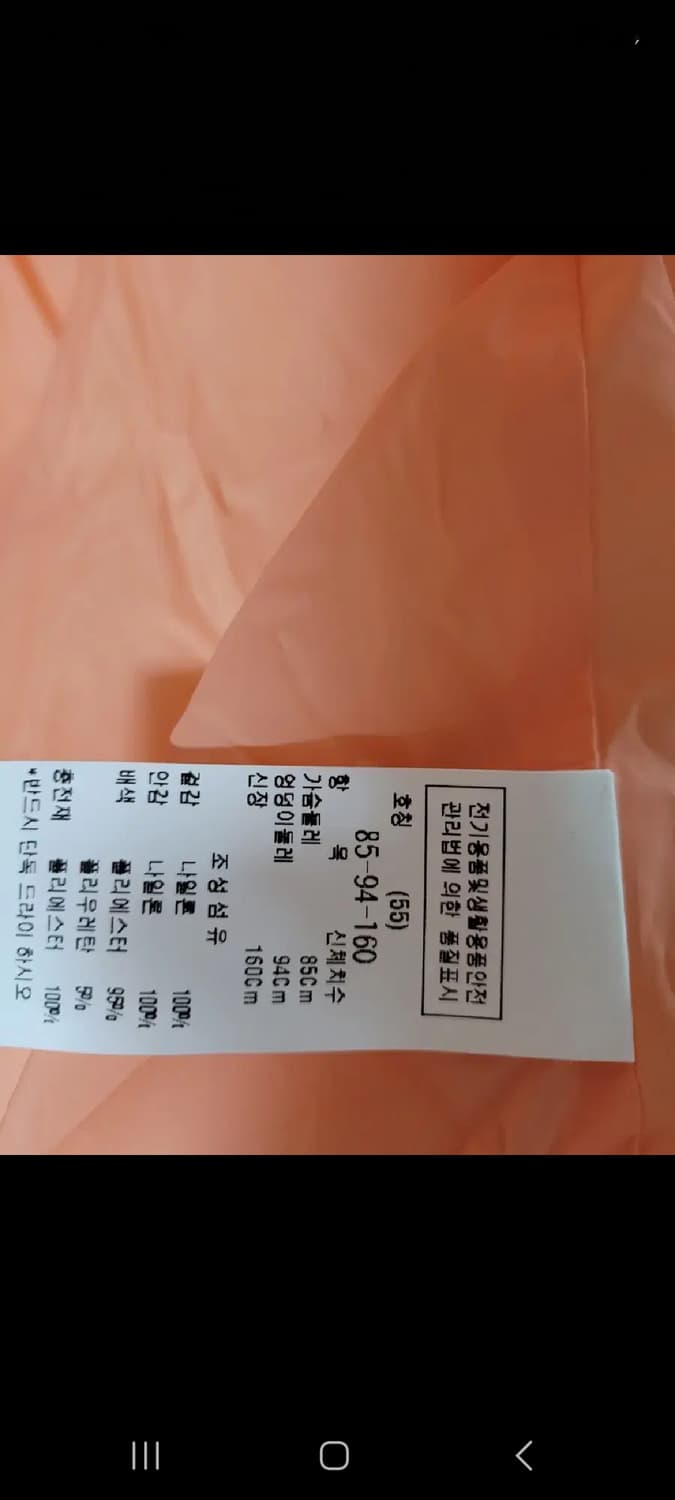 전기용품및생활용품안전
관리법에 의한 품질표시
호칭 (55)
85-94-160
항 목 신체치수
가슴둘레 85Cm
엉덩이둘레 94Cm
신장 160Cm
조성섬유
겉감 나일론 100%
안감 나일론 100%
배색 폴리에스터 95%
폴리우레탄 5%
충전재 폴리에스터 100%
*반드시 단독 드라이 하시오